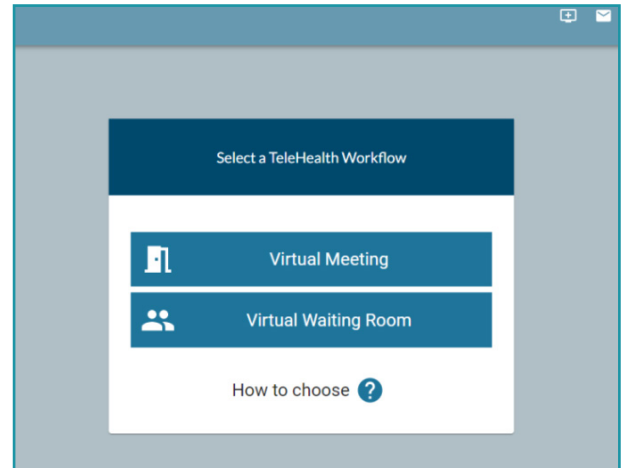 Select a TeleHealth Workflow
Virtual Meeting
Virtual Waiting Room
How to choose ?